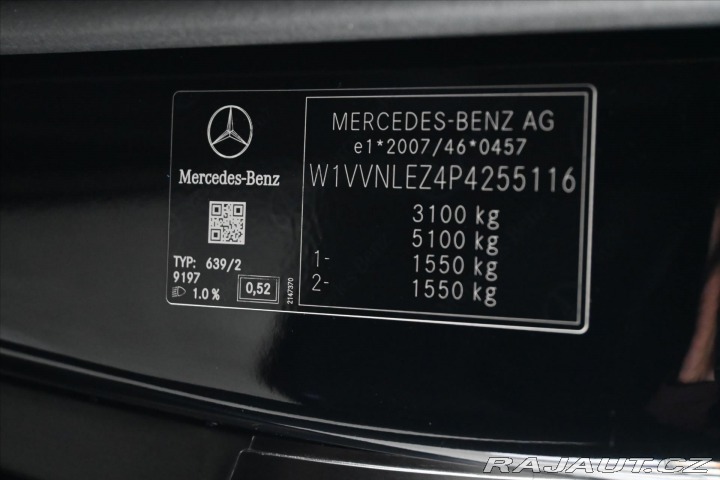 Mercedes-Benz
TYP: 639/2
9197
1.0 %
0,52
2147370
MERCEDES-BENZ AG
e1*2007/46*0457
W1VVNLEZ4P4255116
3100 kg
5100 kg
1- 1550 kg
2- 1550 kg
RAJAUT.CZ